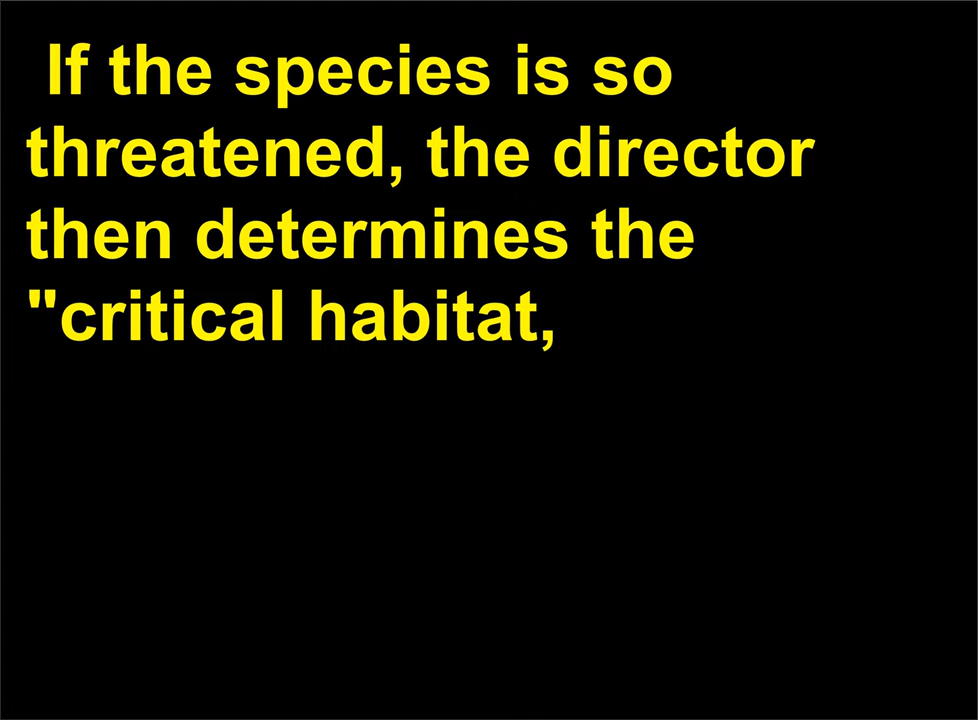 If the species is so
threatened, the director
then determines the
"critical habitat,